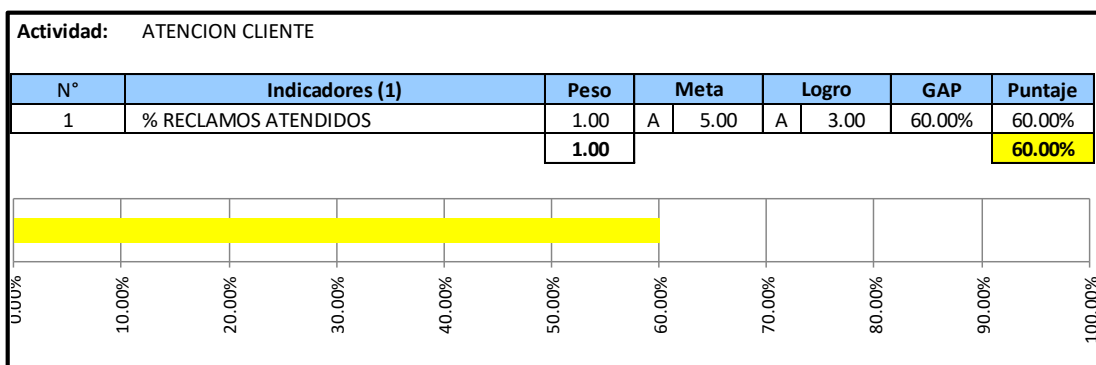 Actividad: ATENCION CLIENTE
N° Indicadores (1) Peso Meta Logro GAP Puntaje
1 % RECLAMOS ATENDIDOS 1.00 A 5.00 A 3.00 60.00% 60.00%
1.00 60.00%
0.00% 10.00% 20.00% 30.00% 40.00% 50.00% 60.00% 70.00% 80.00% 90.00% 100.00%